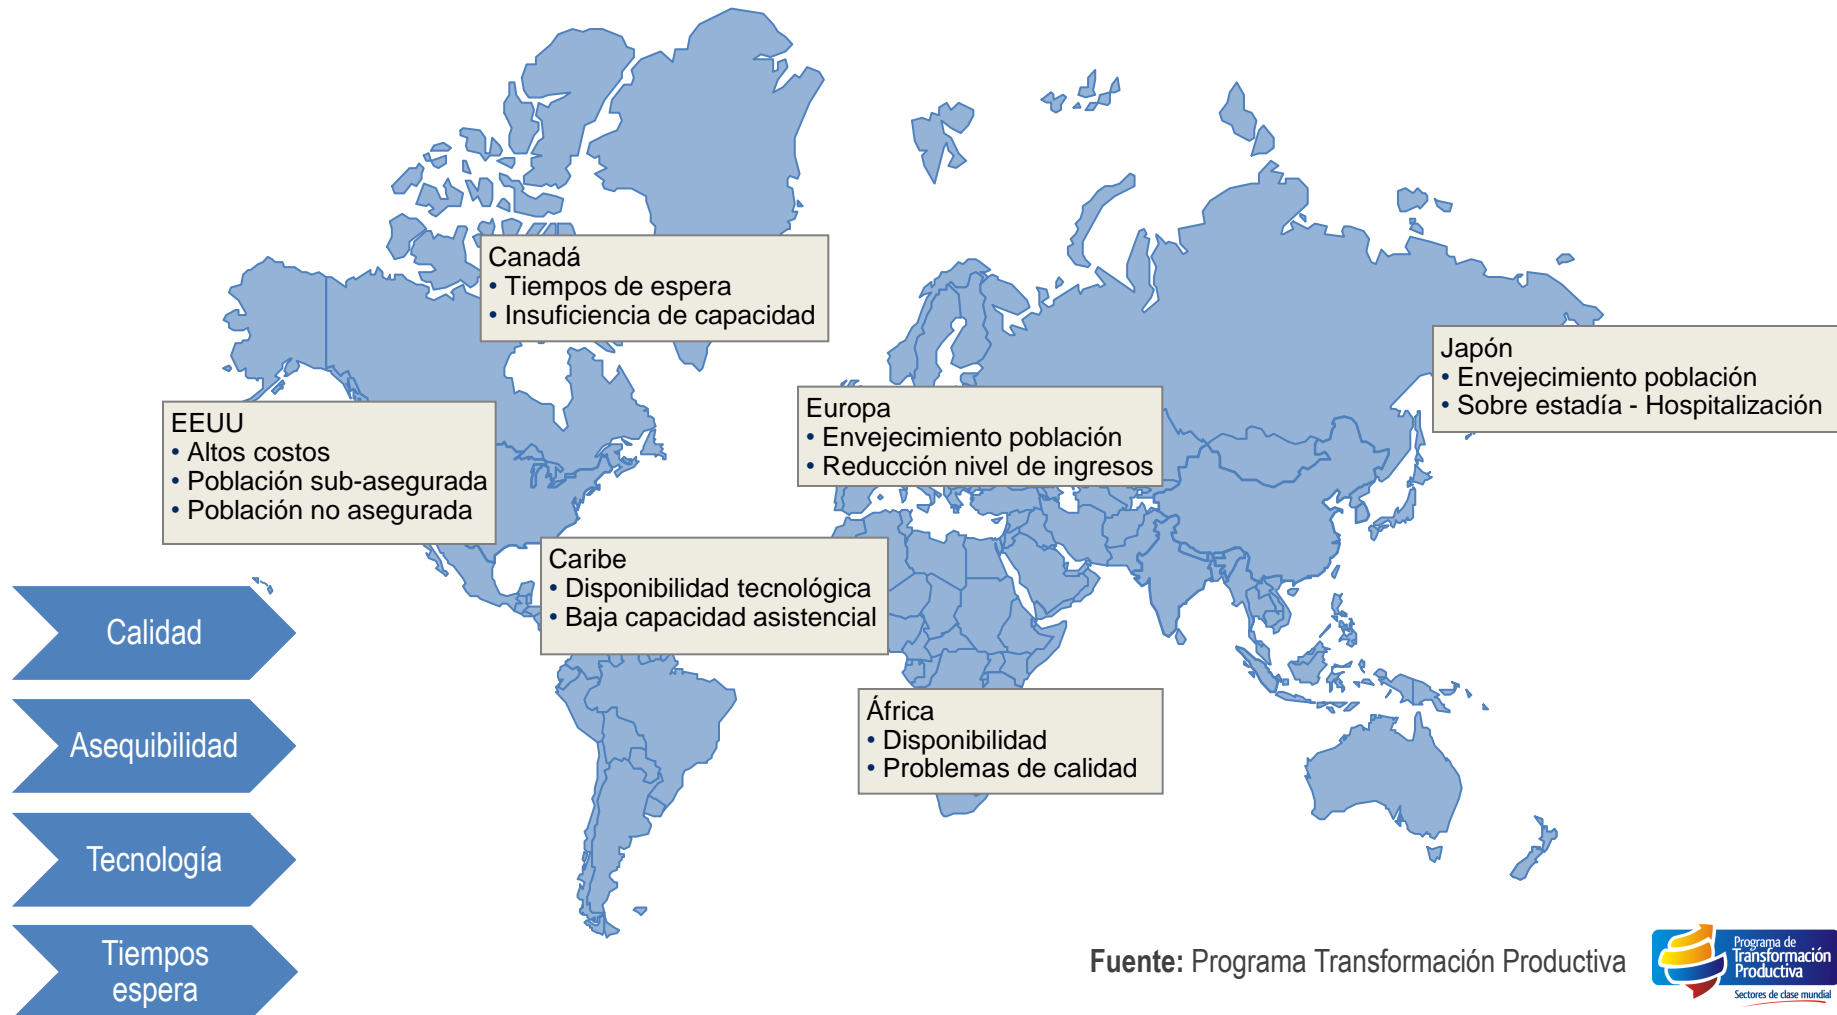 Canadá
• Tiempos de espera
• Insuficiencia de capacidad
Japón
• Envejecimiento población
• Sobre estadía - Hospitalización
Europa
• Envejecimiento población
• Reducción nivel de ingresos
EEUU
• Altos costos
• Población sub-asegurada
• Población no asegurada
Caribe
• Disponibilidad tecnológica
• Baja capacidad asistencial
África
• Disponibilidad
• Problemas de calidad
Calidad
Asequibilidad
Tecnología
Tiempos
espera
Fuente: Programa Transformación Productiva
Programa de
Transformación
Productiva
Sectores de clase mundial